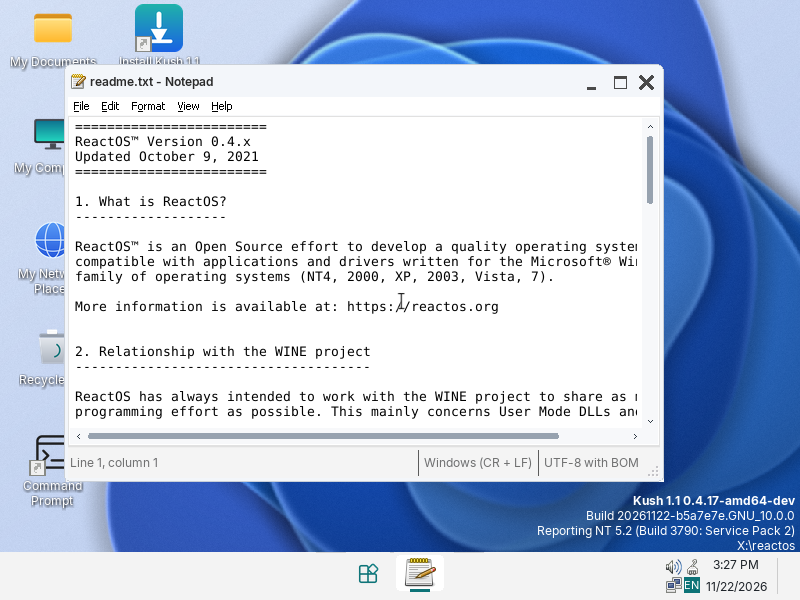 My Documents
Install Kush 1.1
My Comp
My Netw
Place
Recycle
Command
Prompt
readme.txt - Notepad
File Edit Format View Help
========================
ReactOS™ Version 0.4.x
Updated October 9, 2021
========================
1. What is ReactOS?
-------------------
ReactOS™ is an Open Source effort to develop a quality operating system
compatible with applications and drivers written for the Microsoft® Wi
family of operating systems (NT4, 2000, XP, 2003, Vista, 7).
More information is available at: https://reactos.org
2. Relationship with the WINE project
-------------------------------------
ReactOS has always intended to work with the WINE project to share as
programming effort as possible. This mainly concerns User Mode DLLs and
Line 1, column 1
Windows (CR + LF)
UTF-8 with BOM
Kush 1.1 0.4.17-amd64-dev
Build 20261122-b5a7e7e.GNU_10.0.0
Reporting NT 5.2 (Build 3790: Service Pack 2)
X:\reactos
EN
3:27 PM
11/22/2026